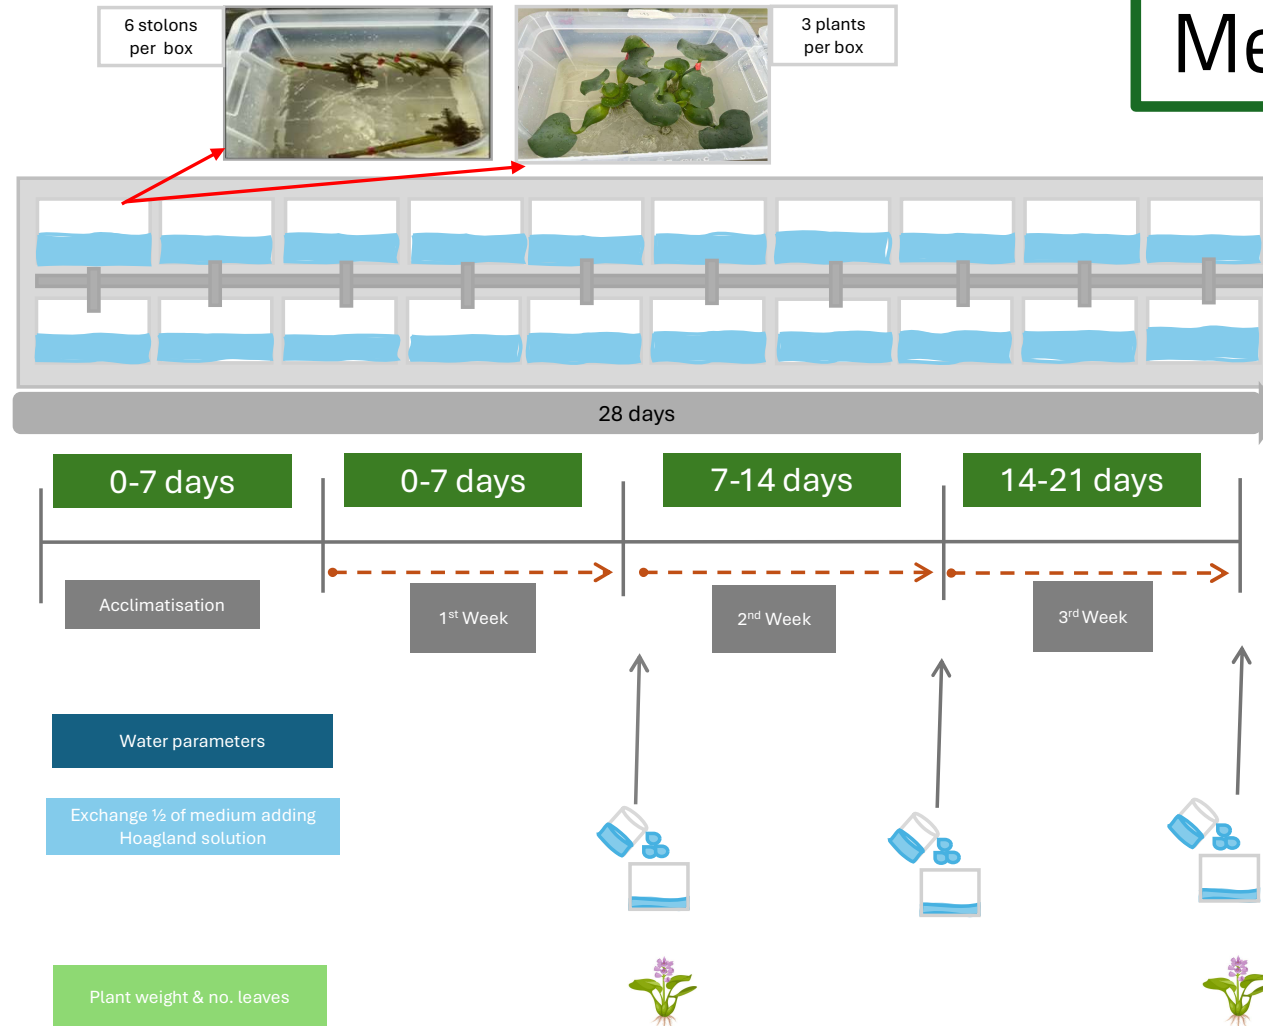 6 stolons
per box
3 plants
per box
Me
28 days
0-7 days
0-7 days
7-14 days
14-21 days
Acclimatisation
1st Week
2nd Week
3rd Week
Water parameters
Exchange ½ of medium adding
Hoagland solution
Plant weight & no. leaves